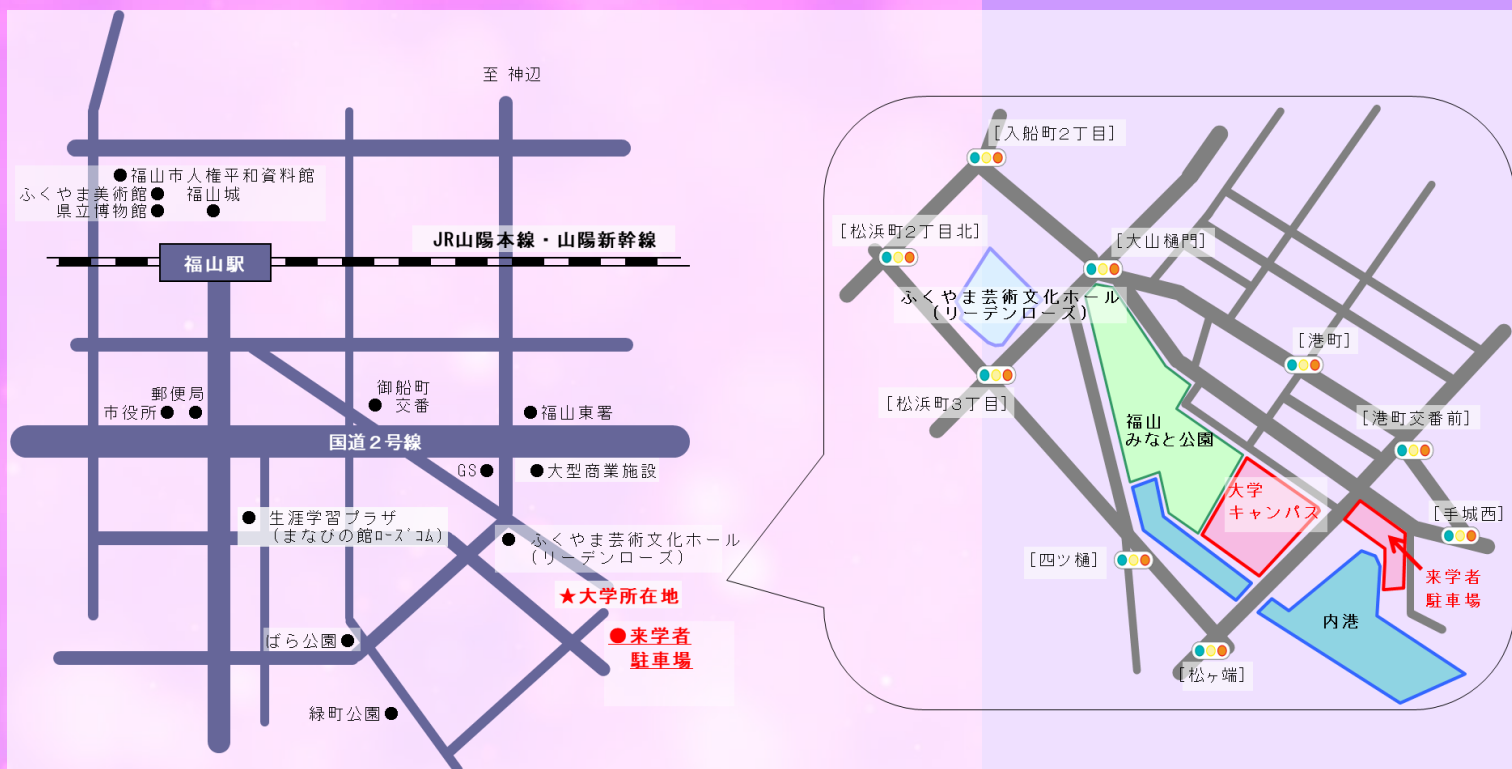 至 神辺
福山市人権平和資料館
ふくやま美術館
福山城
県立博物館
JR山陽本線・山陽新幹線
福山駅
郵便局
市役所
御船町
交番
福山東署
国道２号線
GS
大型商業施設
生涯学習プラザ
(まなびの館ﾛｰｽﾞｺﾑ)
ふくやま芸術文化ホール
(リーデンローズ)
★大学所在地
●来学者
駐車場
ばら公園
緑町公園
[入船町2丁目]
[松浜町2丁目北]
[大山樋門]
ふくやま芸術文化ホール
(リーデンローズ)
[港町]
[松浜町3丁目]
福山
みなと公園
[港町交番前]
大学
キャンパス
[手城西]
[四ツ樋]
来学者
駐車場
内港
[松ヶ端]